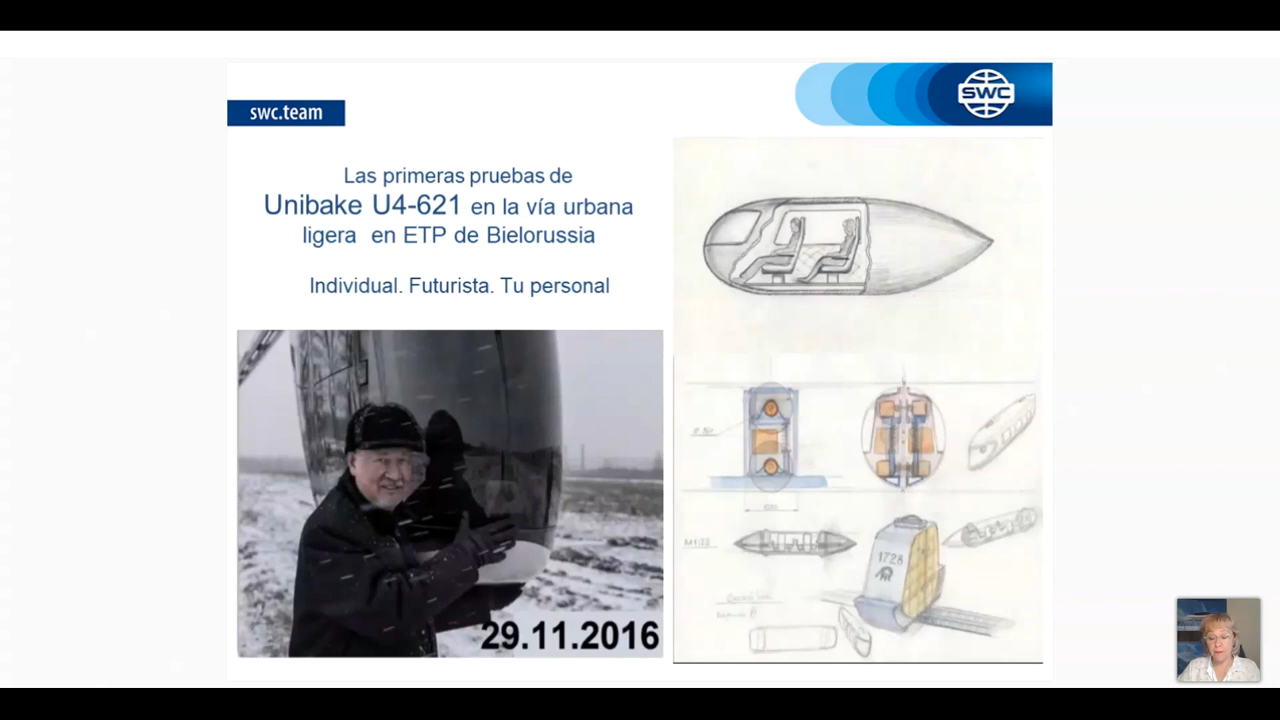 swc.team
SWC
Las primeras pruebas de
Unibake U4-621 en la vía urbana
ligera en ETP de Bielorussia
Individual. Futurista. Tu personal
29.11.2016
1728